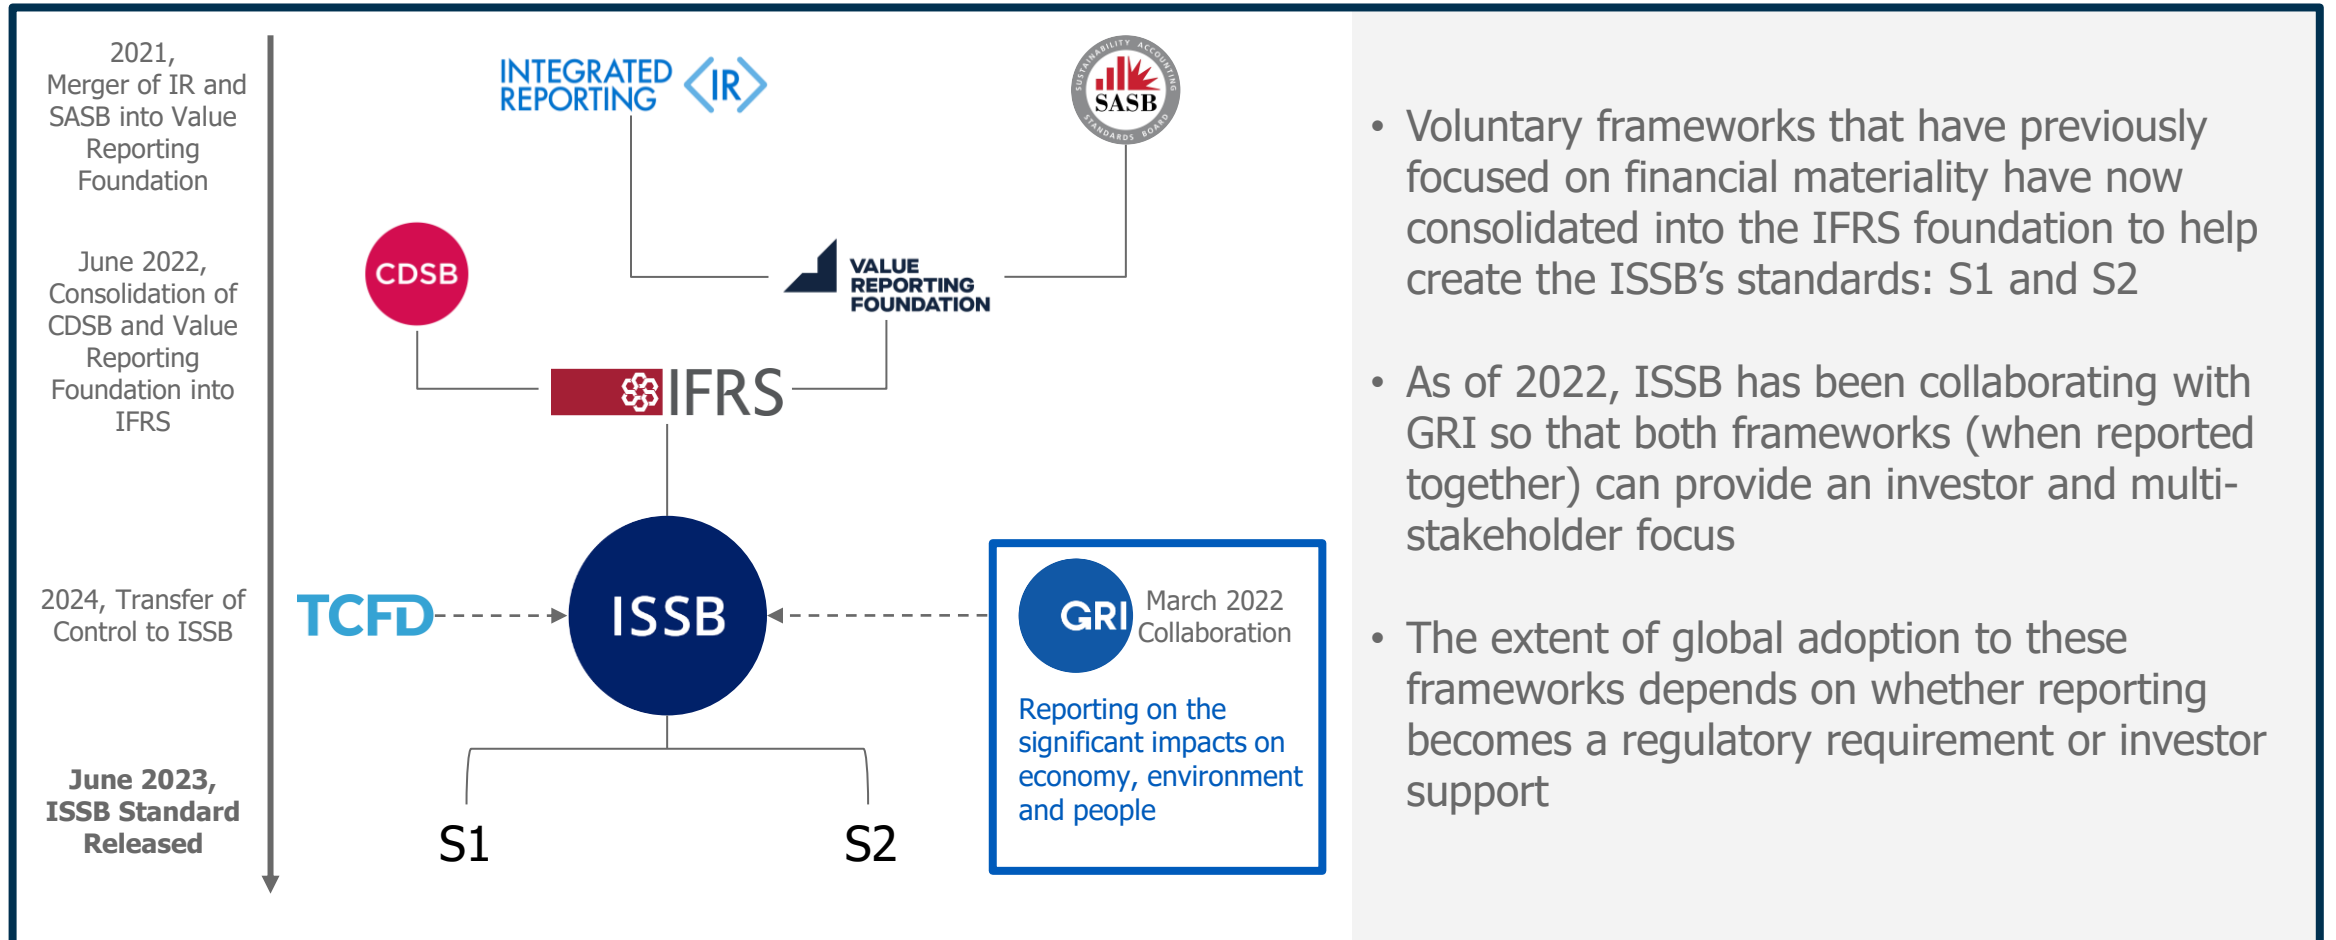 2021,
Merger of IR and
SASB into Value
Reporting
Foundation
June 2022,
Consolidation of
CDSB and Value
Reporting
Foundation into
IFRS
2024, Transfer of
Control to ISSB
June 2023,
ISSB Standard
Released
INTEGRATED
REPORTING
<IR>
SUSTAINABILITY ACCOUNTING
SASB
STANDARDS BOARD
CDSB
VALUE
REPORTING
FOUNDATION
IFRS
TCFD
ISSB
GRI
March 2022
Collaboration
Reporting on the
significant impacts on
economy, environment
and people
S1
S2
• Voluntary frameworks that have previously
focused on financial materiality have now
consolidated into the IFRS foundation to help
create the ISSB’s standards: S1 and S2
• As of 2022, ISSB has been collaborating with
GRI so that both frameworks (when reported
together) can provide an investor and multi-
stakeholder focus
• The extent of global adoption to these
frameworks depends on whether reporting
becomes a regulatory requirement or investor
support